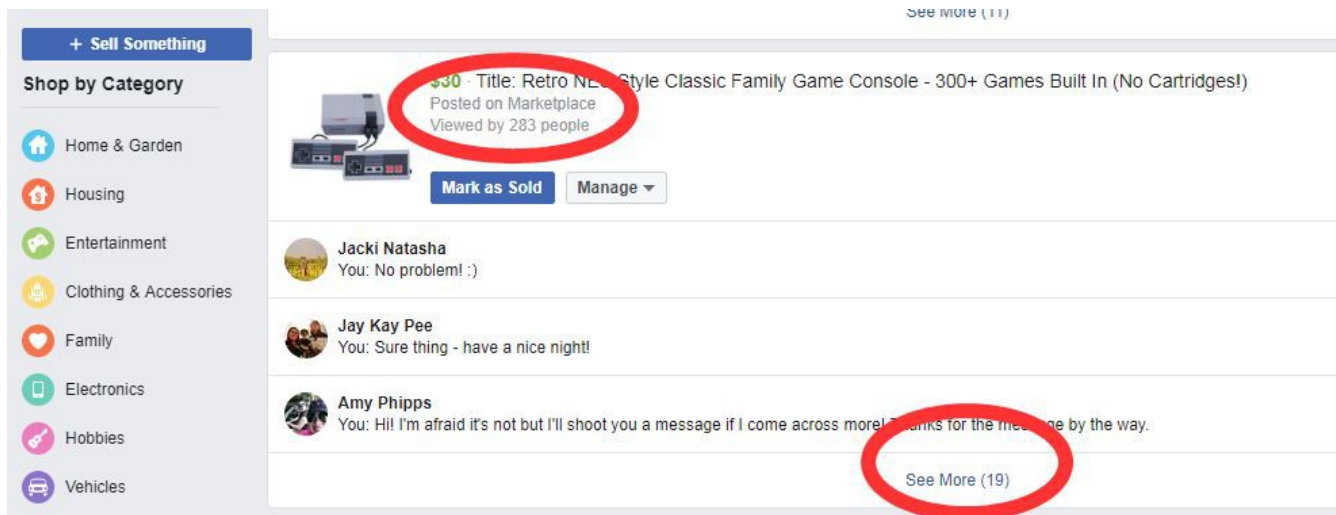 See More (11)
+ Sell Something
Shop by Category
Home & Garden
Housing
Entertainment
Clothing & Accessories
Family
Electronics
Hobbies
Vehicles
$30 · Title: Retro NES Style Classic Family Game Console - 300+ Games Built In (No Cartridges!)
Posted on Marketplace
Viewed by 283 people
Mark as Sold
Manage
Jacki Natasha
You: No problem! :)
Jay Kay Pee
You: Sure thing - have a nice night!
Amy Phipps
You: Hi! I'm afraid it's not but I'll shoot you a message if I come across more! Thanks for the message by the way.
See More (19)